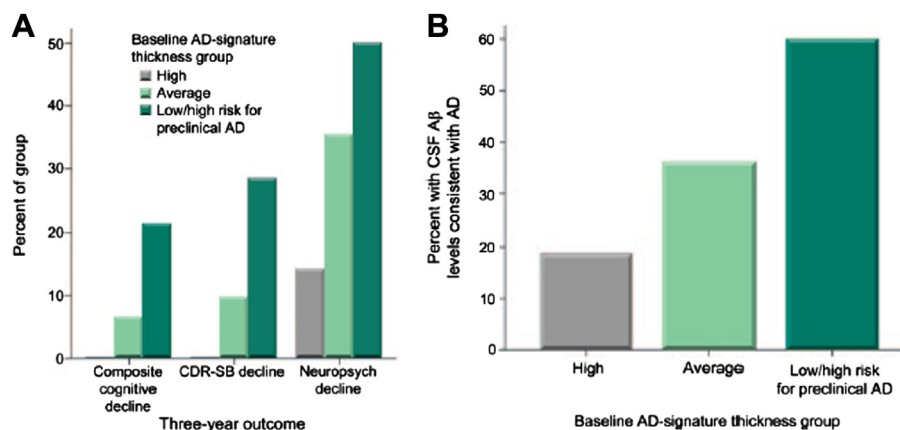 A
Percent of group
50
40
30
20
10
0
Baseline AD-signature
thickness group
High
Average
Low/high risk for
preclinical AD
Composite
cognitive
decline
CDR-SB decline
Neuropsych
decline
Three-year outcome
B
Percent with CSF Aβ
levels consistent with AD
60
50
40
30
20
10
0
High
Average
Low/high risk
for preclinical AD
Baseline AD-signature thickness group